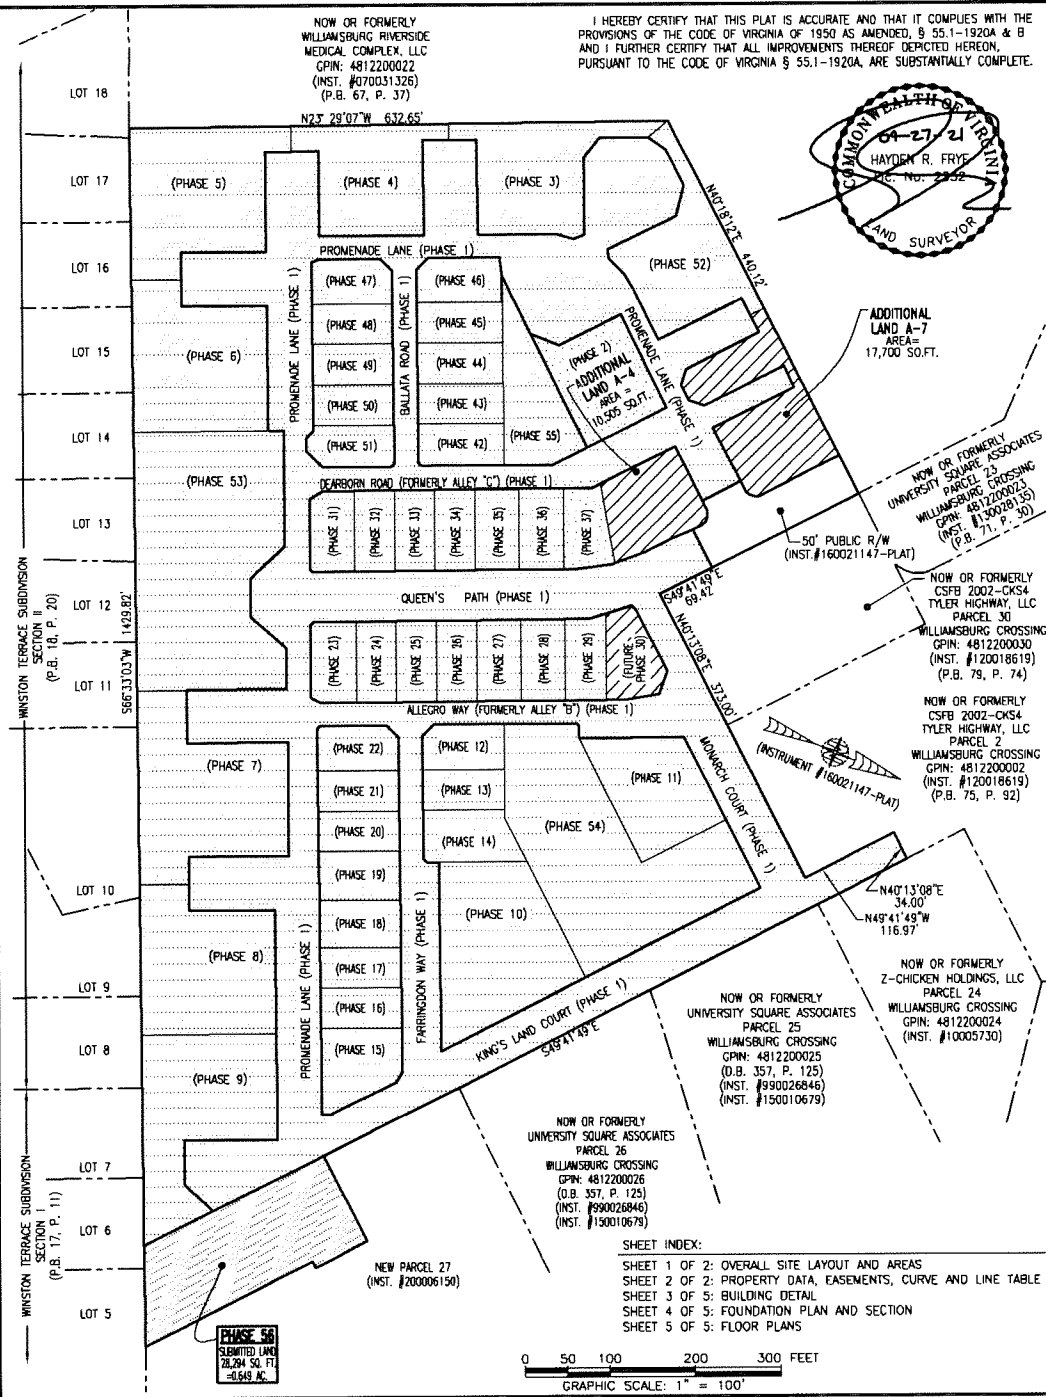 NOW OR FORMERLY
WILLIAMSBURG RIVERSIDE
MEDICAL COMPLEX, LLC
GPIN: 4812200022
(INST. #070031326)
(P.B. 67, P. 37)
I HEREBY CERTIFY THAT THIS PLAT IS ACCURATE AND THAT IT COMPLIES WITH THE
PROVISIONS OF THE CODE OF VIRGINIA OF 1950 AS AMENDED, § 55.1-1920A & B
AND I FURTHER CERTIFY THAT ALL IMPROVEMENTS THEREOF DEPICTED HEREON,
PURSUANT TO THE CODE OF VIRGINIA § 55.1-1920A, ARE SUBSTANTIALLY COMPLETE.
COMMONWEALTH OF VIRGINIA
09-27-21
HAYDEN R. FRYE
Lic. No. 2352
LAND SURVEYOR
N23° 29'07"W 632.65'
LOT 18
LOT 17
LOT 16
LOT 15
LOT 14
LOT 13
LOT 12
LOT 11
LOT 10
LOT 9
LOT 8
LOT 7
LOT 6
LOT 5
WINSTON TERRACE SUBDIVISION
SECTION II
(P.B. 18, P. 20)
WINSTON TERRACE SUBDIVISION
SECTION I
(P.B. 17, P. 11)
S66°33'03"W 1429.82'
(PHASE 5)
(PHASE 4)
(PHASE 3)
N40°18'12"E 440.12'
PROMENADE LANE (PHASE 1)
(PHASE 52)
PROMENADE LANE (PHASE 1)
(PHASE 47)
(PHASE 48)
(PHASE 49)
(PHASE 50)
(PHASE 51)
BALLATA ROAD (PHASE 1)
(PHASE 46)
(PHASE 45)
(PHASE 44)
(PHASE 43)
(PHASE 42)
(PHASE 55)
(PHASE 6)
(PHASE 53)
(PHASE 2)
ADDITIONAL
LAND A-4
AREA =
10,505 SQ.FT.
PROMENADE LANE (PHASE 1)
ADDITIONAL
LAND A-7
AREA=
17,700 SQ.FT.
DEARBORN ROAD (FORMERLY ALLEY "C") (PHASE 1)
(PHASE 31)
(PHASE 32)
(PHASE 33)
(PHASE 34)
(PHASE 35)
(PHASE 36)
(PHASE 37)
NOW OR FORMERLY
UNIVERSITY SQUARE ASSOCIATES
PARCEL 23
WILLIAMSBURG CROSSING
GPIN: 4812200023
(INST. #130028135)
(P.B. 71, P. 30)
50' PUBLIC R/W
(INST.#160021147-PLAT)
QUEEN'S PATH (PHASE 1)
S49°41'49"E
69.42'
N40°13'08"E 373.00'
NOW OR FORMERLY
CSFB 2002-CKS4
TYLER HIGHWAY, LLC
PARCEL 30
WILLIAMSBURG CROSSING
GPIN: 4812200030
(INST. #120018619)
(P.B. 79, P. 74)
(PHASE 23)
(PHASE 24)
(PHASE 25)
(PHASE 26)
(PHASE 27)
(PHASE 28)
(PHASE 29)
(FUTURE-
PHASE 30)
ALLEGRO WAY (FORMERLY ALLEY "B") (PHASE 1)
NOW OR FORMERLY
CSFB 2002-CKS4
TYLER HIGHWAY, LLC
PARCEL 2
WILLIAMSBURG CROSSING
GPIN: 4812200002
(INST. #120018619)
(P.B. 75, P. 92)
(INSTRUMENT #160021147-PLAT)
(PHASE 7)
(PHASE 22)
(PHASE 21)
(PHASE 20)
(PHASE 19)
(PHASE 18)
(PHASE 17)
(PHASE 16)
(PHASE 15)
(PHASE 12)
(PHASE 13)
(PHASE 14)
(PHASE 11)
(PHASE 54)
(PHASE 10)
MONARCH COURT (PHASE 1)
N40°13'08"E
34.00'
N49°41'49"W
116.97'
(PHASE 8)
PROMENADE LANE (PHASE 1)
FARRINGDON WAY (PHASE 1)
KING'S LAND COURT (PHASE 1)
S49°41'49"E
(PHASE 9)
NOW OR FORMERLY
Z-CHICKEN HOLDINGS, LLC
PARCEL 24
WILLIAMSBURG CROSSING
GPIN: 4812200024
(INST. #10005730)
NOW OR FORMERLY
UNIVERSITY SQUARE ASSOCIATES
PARCEL 25
WILLIAMSBURG CROSSING
GPIN: 4812200025
(D.B. 357, P. 125)
(INST. #990026846)
(INST. #150010679)
NOW OR FORMERLY
UNIVERSITY SQUARE ASSOCIATES
PARCEL 26
WILLIAMSBURG CROSSING
GPIN: 4812200026
(D.B. 357, P. 125)
(INST. #990026846)
(INST. #150010679)
NEW PARCEL 27
(INST. #200006150)
PHASE 56
SUBMITTED LAND
28,294 SQ. FT.
=0.649 AC.
SHEET INDEX:
SHEET 1 OF 2: OVERALL SITE LAYOUT AND AREAS
SHEET 2 OF 2: PROPERTY DATA, EASEMENTS, CURVE AND LINE TABLE
SHEET 3 OF 5: BUILDING DETAIL
SHEET 4 OF 5: FOUNDATION PLAN AND SECTION
SHEET 5 OF 5: FLOOR PLANS
0 50 100 200 300 FEET
GRAPHIC SCALE: 1" = 100'